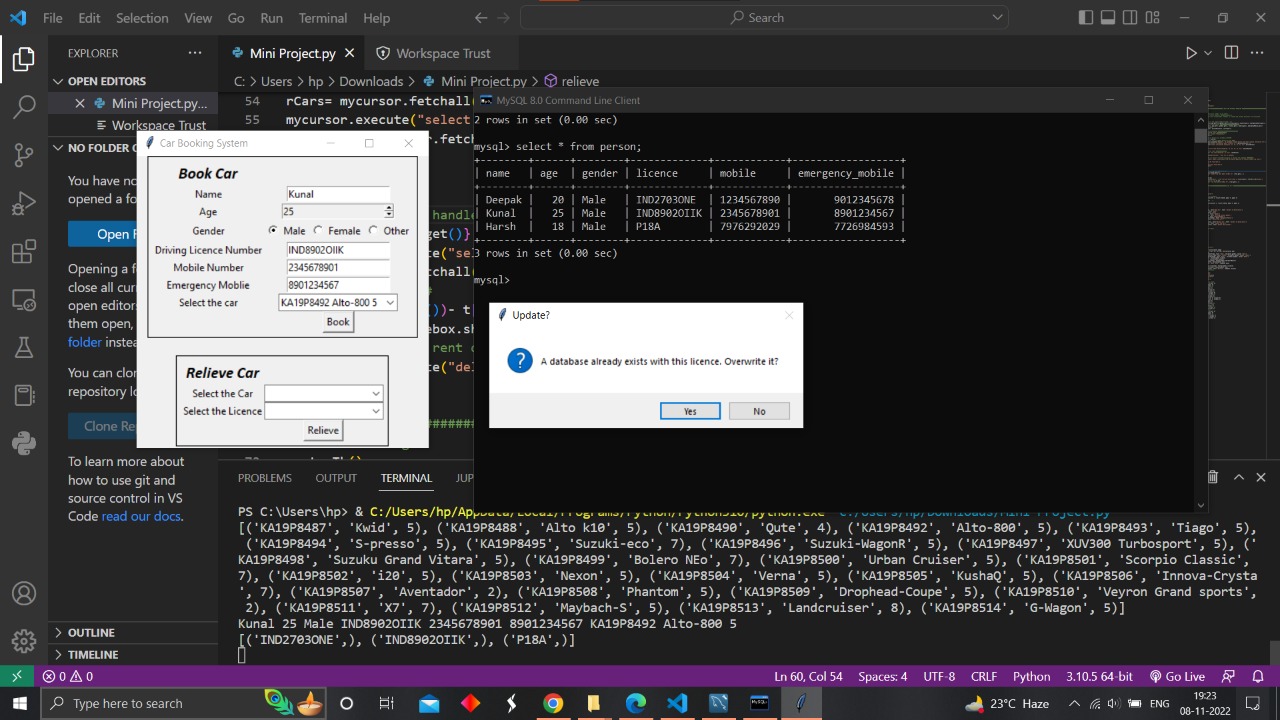 File Edit Selection View Go Run Terminal Help
Search
EXPLORER
OPEN EDITORS
Mini Project.py...
Workspace Trust
NO FOLDER O
You have no
opened a fo
Open F
Opening a f
close all curr
open editors
them open,
folder instea
You can clon
repository lo
Clone Re
To learn more about
how to use git and
source control in VS
Code read our docs.
OUTLINE
TIMELINE
Mini Project.py
Workspace Trust
C: > Users > hp > Downloads > Mini Project.py > relieve
54 rCars= mycursor.fetchall(
55 mycursor.execute("select
Car Booking System
Book Car
Name Kunal
Age 25
Gender Male Female Other
Driving Licence Number IND8902OIIK
Mobile Number 2345678901
Emergency Moblie 8901234567
Select the car KA19P8492 Alto-800 5
Book
Relieve Car
Select the Car
Select the Licence
Relieve
MySQL 8.0 Command Line Client
2 rows in set (0.00 sec)
mysql> select * from person;
| name | age | gender | licence | mobile | emergency_mobile |
| Deepak | 20 | Male | IND2703ONE | 1234567890 | 9012345678 |
| Kunal | 25 | Male | IND8902OIIK | 2345678901 | 8901234567 |
| Harsh | 18 | Male | P18A | 7976292029 | 7726984593 |
3 rows in set (0.00 sec)
mysql>
Update?
A database already exists with this licence. Overwrite it?
Yes No
PROBLEMS OUTPUT TERMINAL JUP
PS C:\Users\hp> & C:/Users/hp/AppData/Local/Programs/Python/Python310/python.exe "c:/Users/hp/Downloads/Mini Project.py"
[('KA19P8487', 'Kwid', 5), ('KA19P8488', 'Alto k10', 5), ('KA19P8490', 'Qute', 4), ('KA19P8492', 'Alto-800', 5), ('KA19P8493', 'Tiago', 5),
('KA19P8494', 'S-presso', 5), ('KA19P8495', 'Suzuki-eco', 7), ('KA19P8496', 'Suzuki-WagonR', 5), ('KA19P8497', 'XUV300 Turbosport', 5), ('
KA19P8498', 'Suzuku Grand Vitara', 5), ('KA19P8499', 'Bolero NEo', 7), ('KA19P8500', 'Urban Cruiser', 5), ('KA19P8501', 'Scorpio Classic',
7), ('KA19P8502', 'i20', 5), ('KA19P8503', 'Nexon', 5), ('KA19P8504', 'Verna', 5), ('KA19P8505', 'KushaQ', 5), ('KA19P8506', 'Innova-Crysta
', 7), ('KA19P8507', 'Aventador', 2), ('KA19P8508', 'Phantom', 5), ('KA19P8509', 'Drophead-Coupe', 5), ('KA19P8510', 'Veyron Grand sports',
2), ('KA19P8511', 'X7', 7), ('KA19P8512', 'Maybach-S', 5), ('KA19P8513', 'Landcruiser', 8), ('KA19P8514', 'G-Wagon', 5)]
Kunal 25 Male IND8902OIIK 2345678901 8901234567 KA19P8492 Alto-800 5
[('IND2703ONE',), ('IND8902OIIK',), ('P18A',)]
0 0 Ln 60, Col 54 Spaces: 4 UTF-8 CRLF Python 3.10.5 64-bit Go Live
Type here to search
23°C Haze
ENG
19:23
08-11-2022